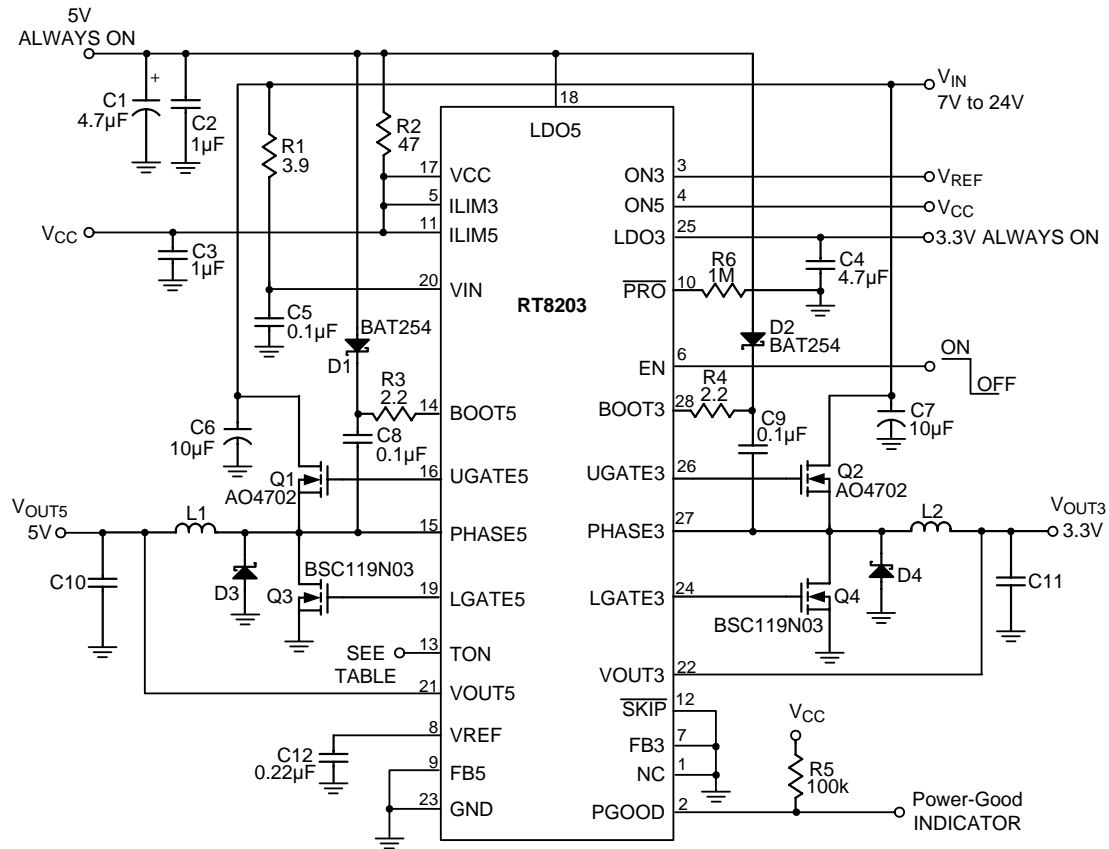 5V
ALWAYS ON
+
C1
4.7µF
C2
1µF
R1
3.9
R2
47
18
LDO5
VIN
7V to 24V
17
VCC
5
ILIM3
11
ILIM5
VCC
C3
1µF
20
VIN
C5
0.1µF
BAT254
D1
R3
2.2
14
BOOT5
C6
10µF
C8
0.1µF
Q1
AO4702
16
UGATE5
VOUT5
5V
L1
15
PHASE5
C10
D3
BSC119N03
Q3
19
LGATE5
SEE
TABLE
13
TON
21
VOUT5
8
VREF
C12
0.22µF
9
FB5
23
GND
RT8203
ON3
3
VREF
ON5
4
VCC
LDO3
25
3.3V ALWAYS ON
R6
1M
C4
4.7µF
PRO
10
D2
BAT254
EN
6
ON
OFF
BOOT3
28
R4
2.2
C9
0.1µF
C7
10µF
UGATE3
26
Q2
AO4702
PHASE3
27
L2
VOUT3
3.3V
D4
C11
LGATE3
24
Q4
BSC119N03
VOUT3
22
SKIP
12
FB3
7
NC
1
VCC
R5
100k
PGOOD
2
Power-Good
INDICATOR